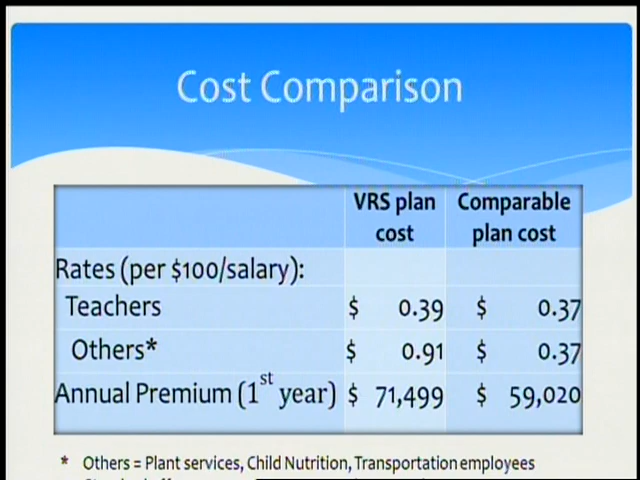 Cost Comparison
VRS plan cost Comparable plan cost
Rates (per $100/salary):
Teachers $ 0.39 $ 0.37
Others* $ 0.91 $ 0.37
Annual Premium (1st year) $ 71,499 $ 59,020
* Others = Plant services, Child Nutrition, Transportation employees